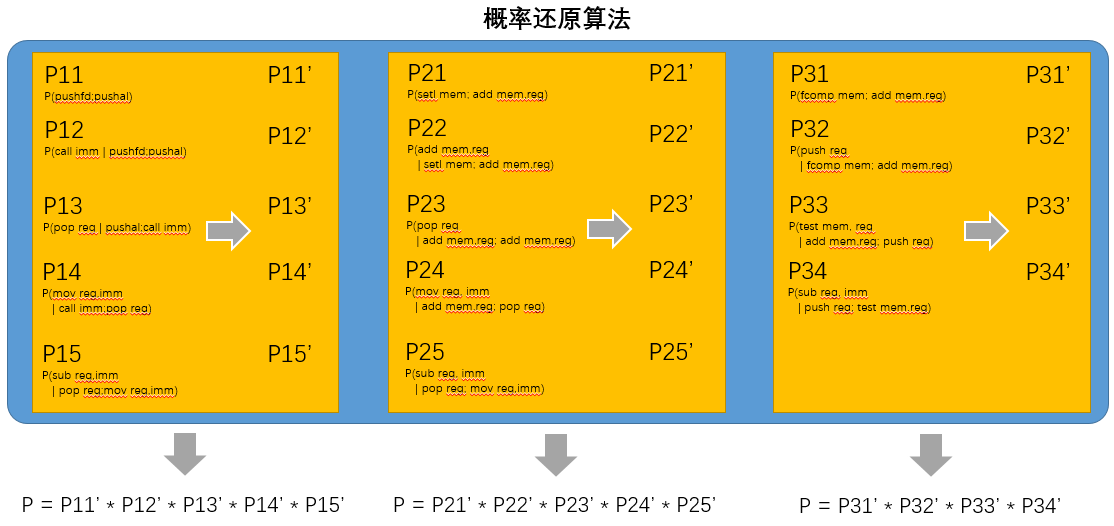 概率还原算法
P11 P11’
P(pushfd;pushal)
P12 P12’
P(call imm | pushfd;pushal)
P13 P13’
P(pop reg | pushal;call imm)
P14 P14’
P(mov reg,imm
| call imm;pop reg)
P15 P15’
P(sub reg,imm
| pop reg;mov reg,imm)
P21 P21’
P(setl mem; add mem,reg)
P22 P22’
P(add mem,reg
| setl mem; add mem,reg)
P23 P23’
P(pop reg
| add mem,reg; add mem,reg)
P24 P24’
P(mov reg, imm
| add mem,reg; pop reg)
P25 P25’
P(sub reg, imm
| pop reg; mov reg,imm)
P31 P31’
P(fcomp mem; add mem,reg)
P32 P32’
P(push reg
| fcomp mem; add mem,reg)
P33 P33’
P(test mem, reg
| add mem,reg; push reg)
P34 P34’
P(sub reg, imm
| push reg; test mem,reg)
P = P11’ * P12’ * P13’ * P14’ * P15’
P = P21’ * P22’ * P23’ * P24’ * P25’
P = P31’ * P32’ * P33’ * P34’